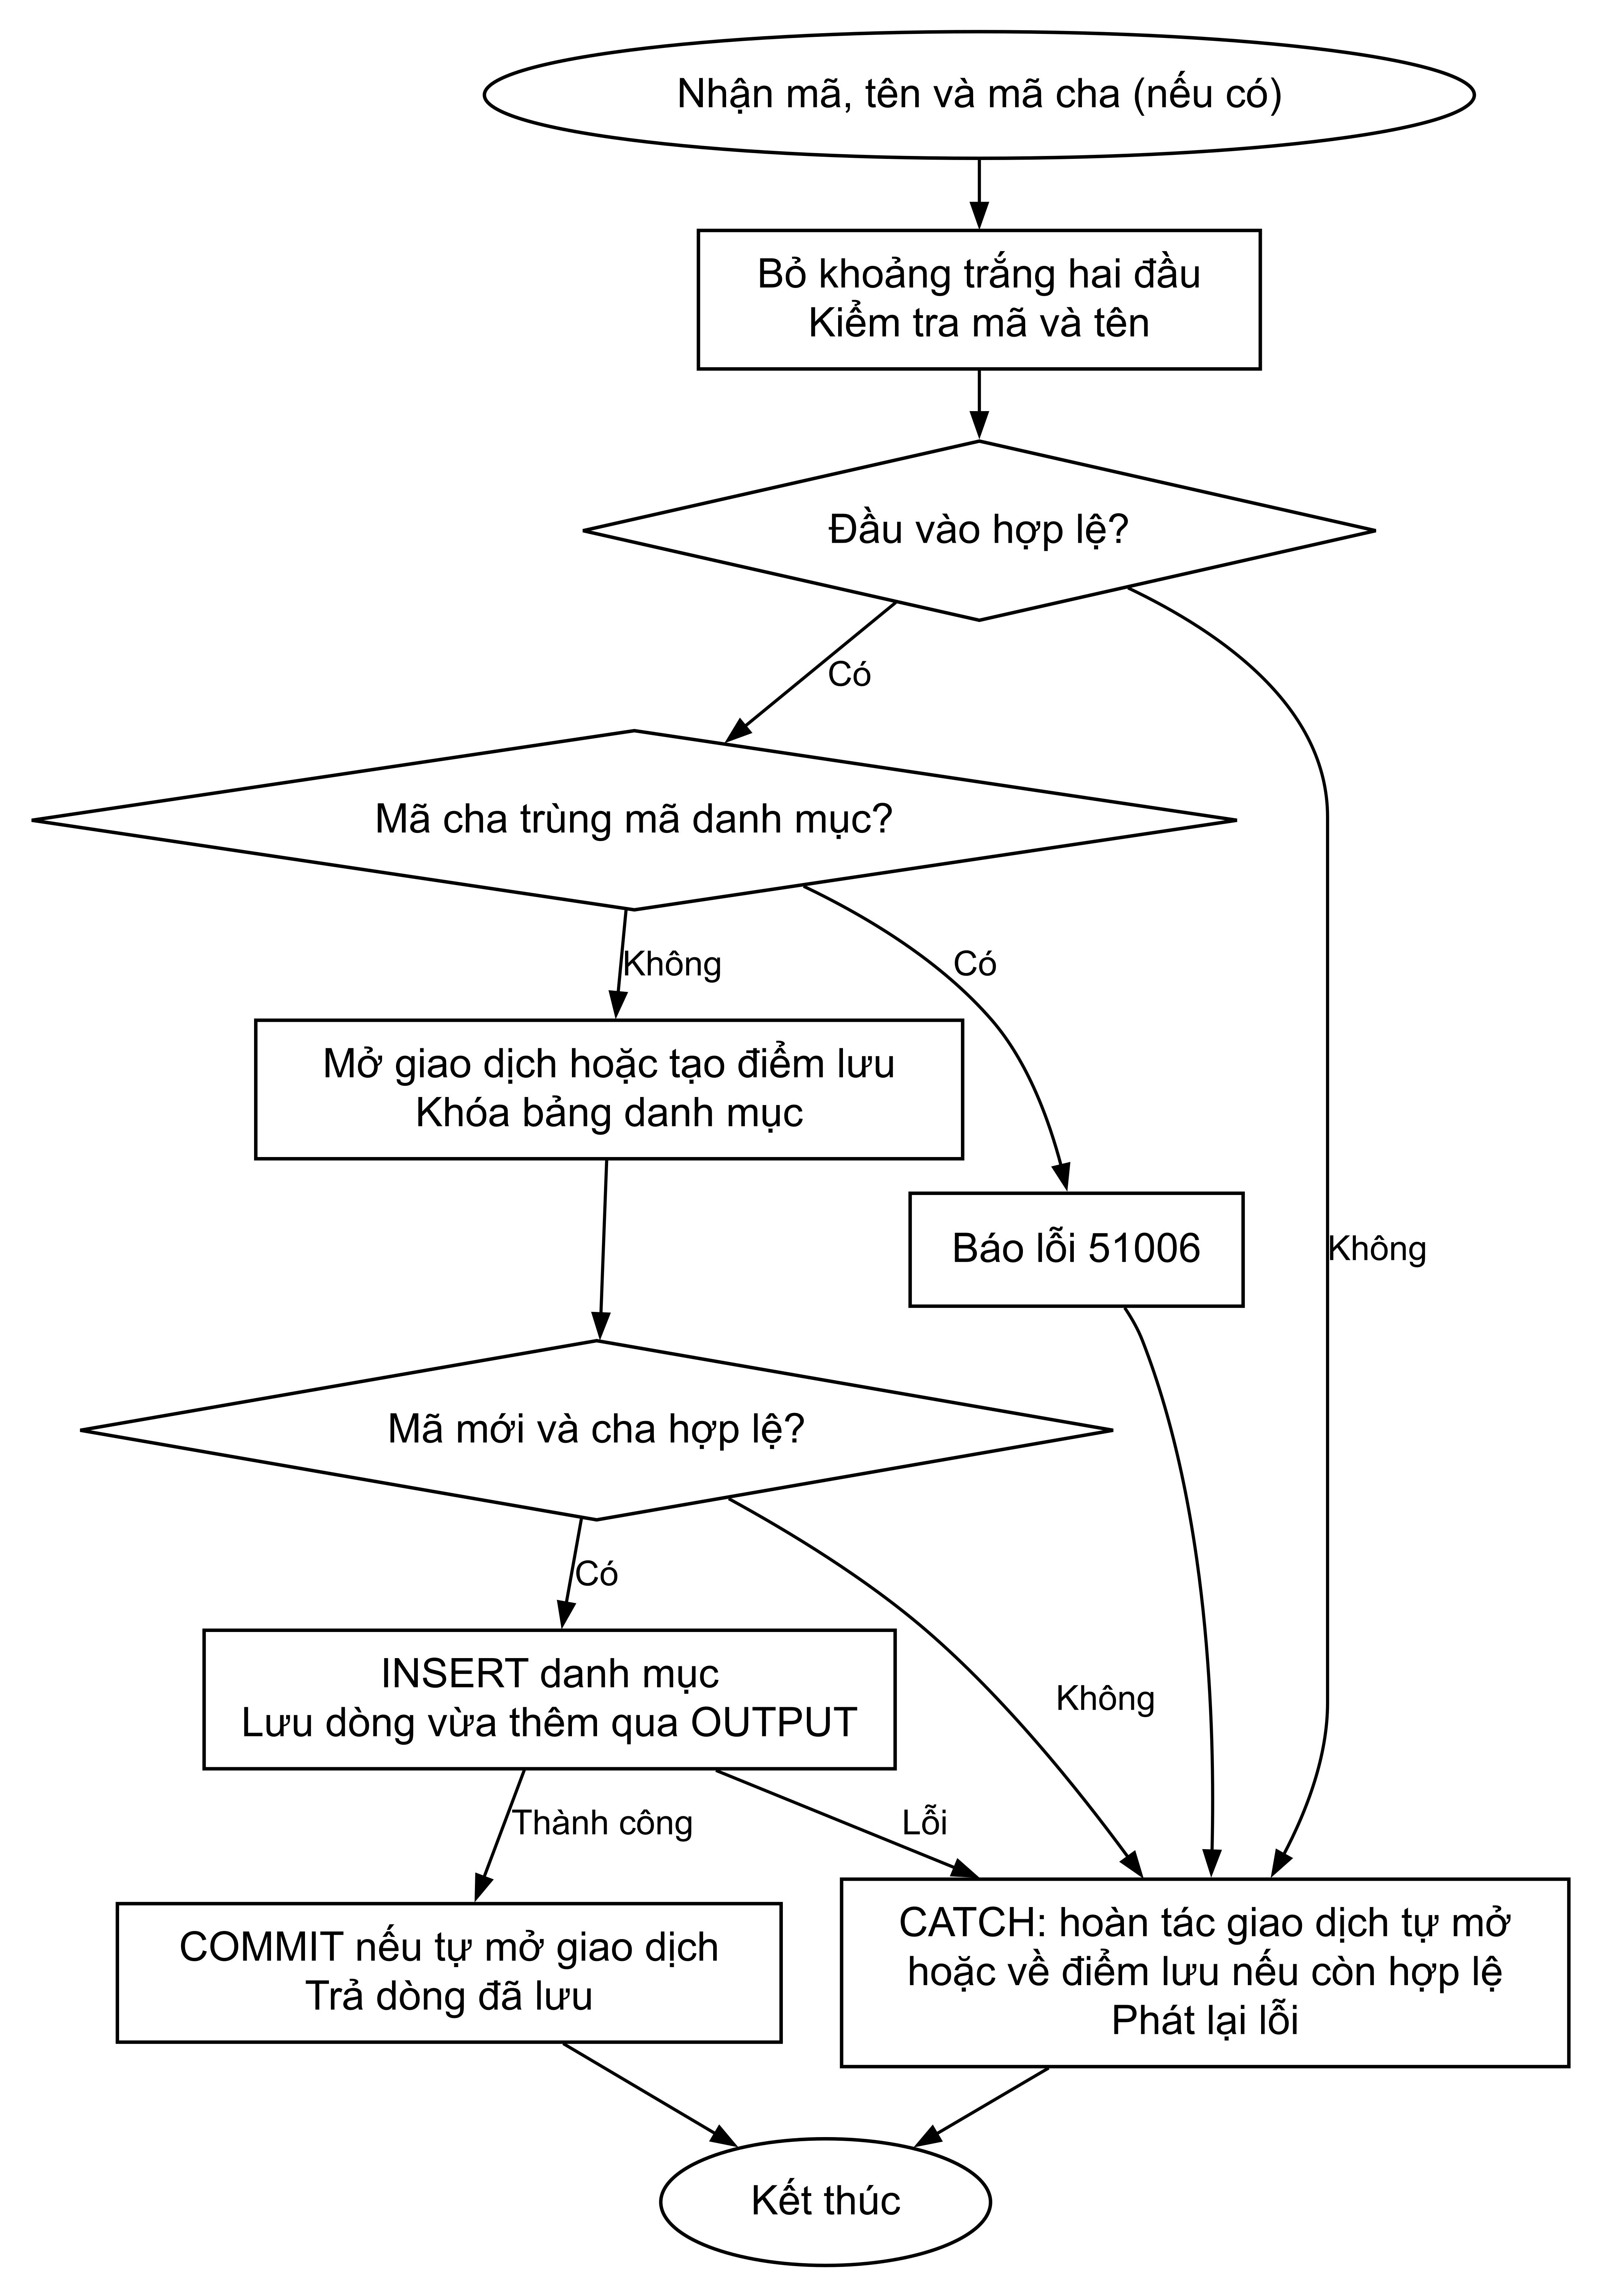 Nhận mã, tên và mã cha (nếu có)
Bỏ khoảng trắng hai đầu
Kiểm tra mã và tên
Đầu vào hợp lệ?
Có
Mã cha trùng mã danh mục?
Không
Có
Mở giao dịch hoặc tạo điểm lưu
Khóa bảng danh mục
Báo lỗi 51006
Không
Mã mới và cha hợp lệ?
Có
INSERT danh mục
Lưu dòng vừa thêm qua OUTPUT
Không
Thành công
Lỗi
COMMIT nếu tự mở giao dịch
Trả dòng đã lưu
CATCH: hoàn tác giao dịch tự mở
hoặc về điểm lưu nếu còn hợp lệ
Phát lại lỗi
Kết thúc